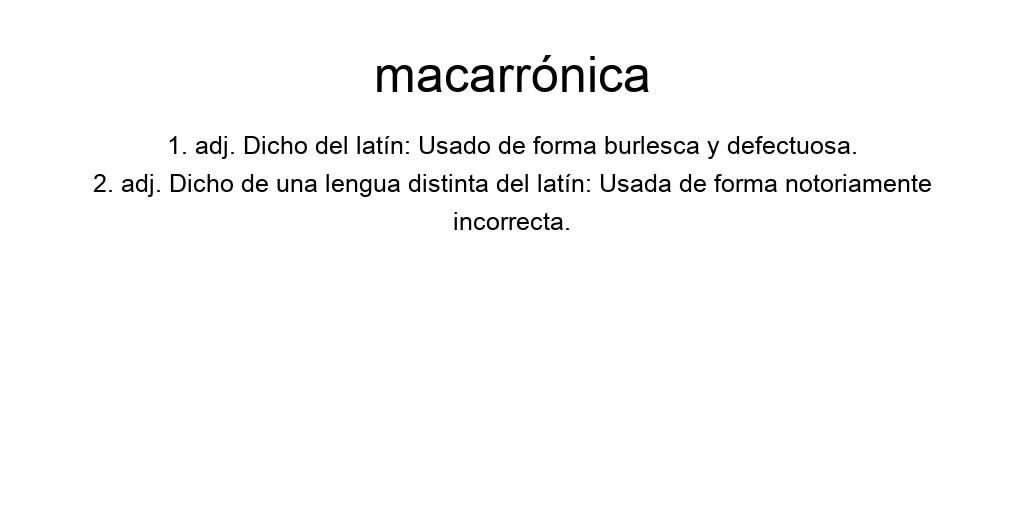 macarrónica
1. adj. Dicho del latín: Usado de forma burlesca y defectuosa.
2. adj. Dicho de una lengua distinta del latín: Usada de forma notoriamente
incorrecta.